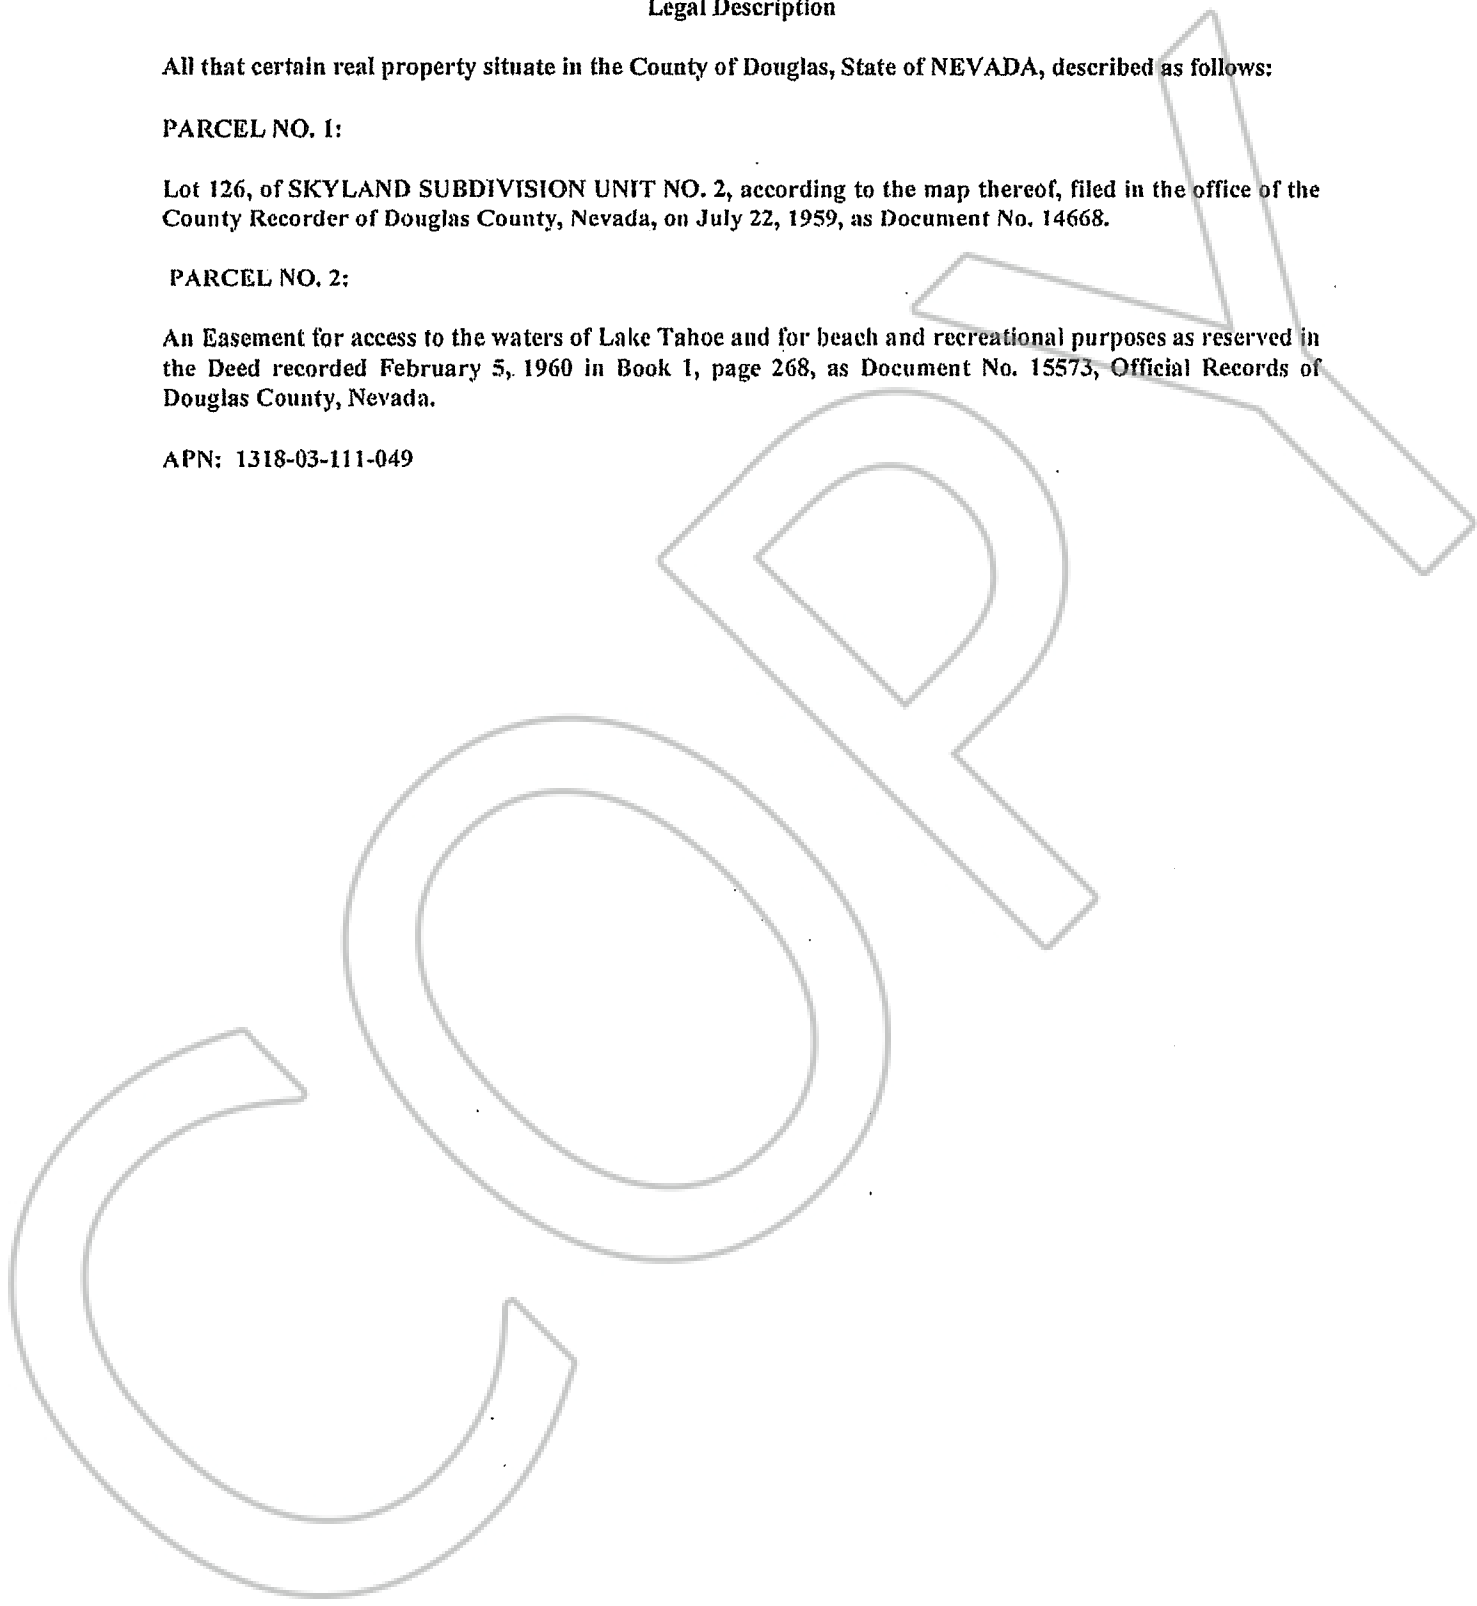 Legal Description
All that certain real property situate in the County of Douglas, State of NEVADA, described as follows:
PARCEL NO. 1:
Lot 126, of SKYLAND SUBDIVISION UNIT NO. 2, according to the map thereof, filed in the office of the
County Recorder of Douglas County, Nevada, on July 22, 1959, as Document No. 14668.
PARCEL NO. 2:
An Easement for access to the waters of Lake Tahoe and for beach and recreational purposes as reserved in
the Deed recorded February 5, 1960 in Book 1, page 268, as Document No. 15573, Official Records of
Douglas County, Nevada.
APN: 1318-03-111-049
COPY